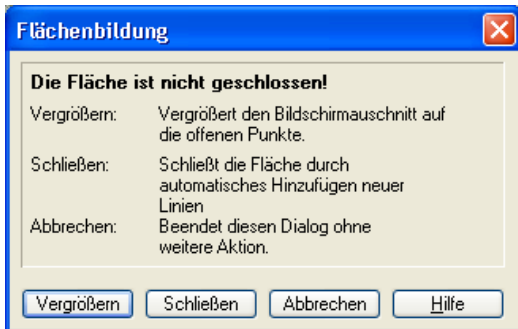 Flächenbildung
Die Fläche ist nicht geschlossen!
Vergrößern: Vergrößert den Bildschirmauschnitt auf
die offenen Punkte.
Schließen: Schließt die Fläche durch
automatisches Hinzufügen neuer
Linien
Abbrechen: Beendet diesen Dialog ohne
weitere Aktion.
Vergrößern Schließen Abbrechen Hilfe